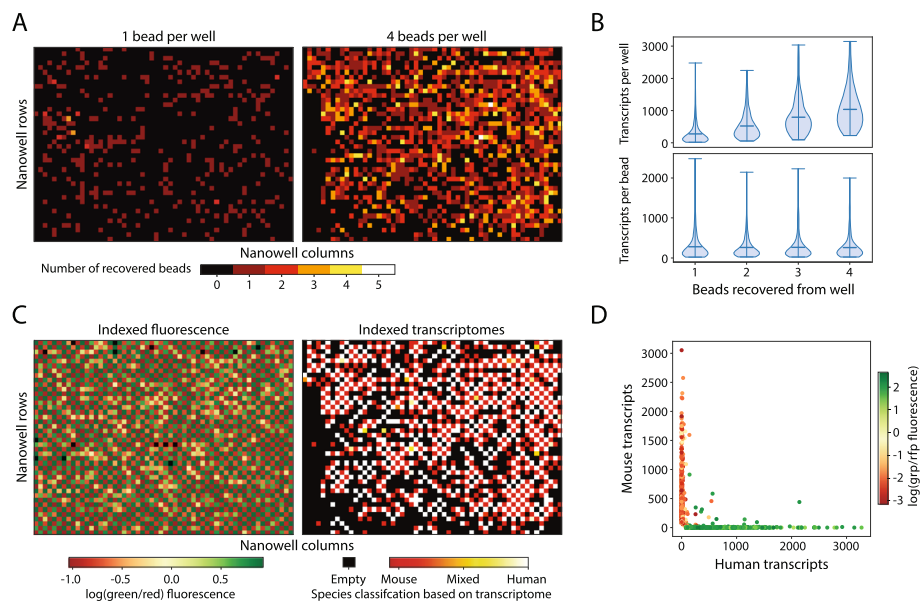 A
1 bead per well
4 beads per well
Nanowell rows
Nanowell columns
Number of recovered beads
0 1 2 3 4 5
B
Transcripts per well
3000
2000
1000
0
Transcripts per bead
2000
1000
0
1 2 3 4
Beads recovered from well
C
Indexed fluorescence
Indexed transcriptomes
Nanowell rows
Nanowell columns
-1.0 -0.5 0.0 0.5
log(green/red) fluorescence
Empty Mouse Mixed Human
Species classifcation based on transcriptome
D
Mouse transcripts
3000
2500
2000
1500
1000
500
0
0 1000 2000 3000
Human transcripts
2
1
0
-1
-2
-3
log(grp/rfp fluorescence)